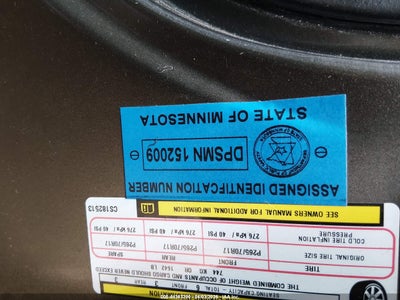 ASSIGNED IDENTIFICATION NUMBER
DPSMN 152009
STATE OF MINNESOTA
SEATING CAPACITY
TOTAL
FRONT
3
REAR
3
THE COMBINED WEIGHT OF OCCUPANTS AND CARGO SHOULD NEVER EXCEED
744 KG OR 1642 LB
TIRE
FRONT
REAR
SPARE
ORIGINAL TIRE SIZE
P265/70R17
P265/70R17
P265/70R17
COLD TIRE INFLATION
PRESSURE
276 kPa / 40 PSI
276 kPa / 40 PSI
276 kPa / 40 PSI
SEE OWNERS MANUAL FOR ADDITIONAL INFORMATION
CS182513